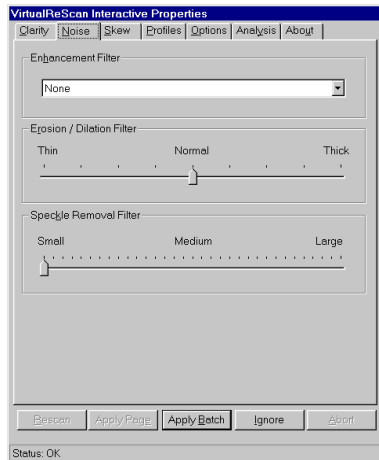 VirtualReScan Interactive Properties
Clarity Noise Skew Profiles Options Analysis About
Enhancement Filter
None
Erosion / Dilation Filter
Thin Normal Thick
Speckle Removal Filter
Small Medium Large
Rescan Apply Page Apply Batch Ignore Abort
Status: OK